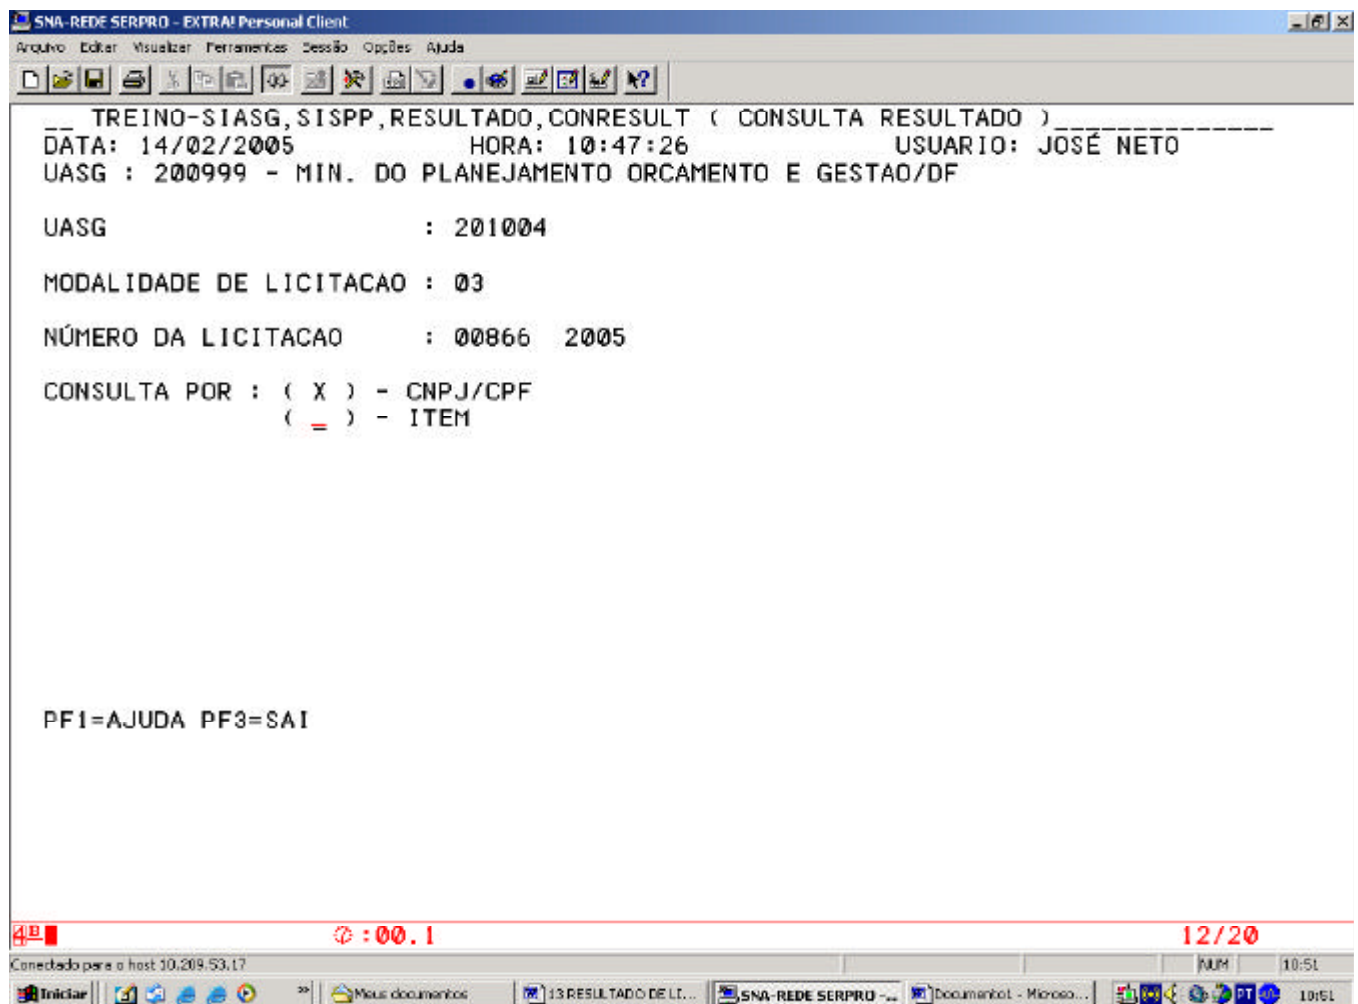 SNA-REDE SERPRO - EXTRA! Personal Client
Arquivo Editar Visualizar Ferramentas Sessão Opções Ajuda
__ TREINO-SIASG,SISPP,RESULTADO,CONRESULT ( CONSULTA RESULTADO )______________
DATA: 14/02/2005 HORA: 10:47:26 USUARIO: JOSÉ NETO
UASG : 200999 - MIN. DO PLANEJAMENTO ORCAMENTO E GESTAO/DF
UASG : 201004
MODALIDADE DE LICITACAO : 03
NÚMERO DA LICITACAO : 00866 2005
CONSULTA POR : ( X ) - CNPJ/CPF
( _ ) - ITEM
PF1=AJUDA PF3=SAI
4B :00.1 12/20
Conectado para o host 10.209.53.17 NUM 10:51
Iniciar » Meus documentos 13 RESULTADO DE LI... SNA-REDE SERPRO -... Documento1 - Microso... PT 10:51